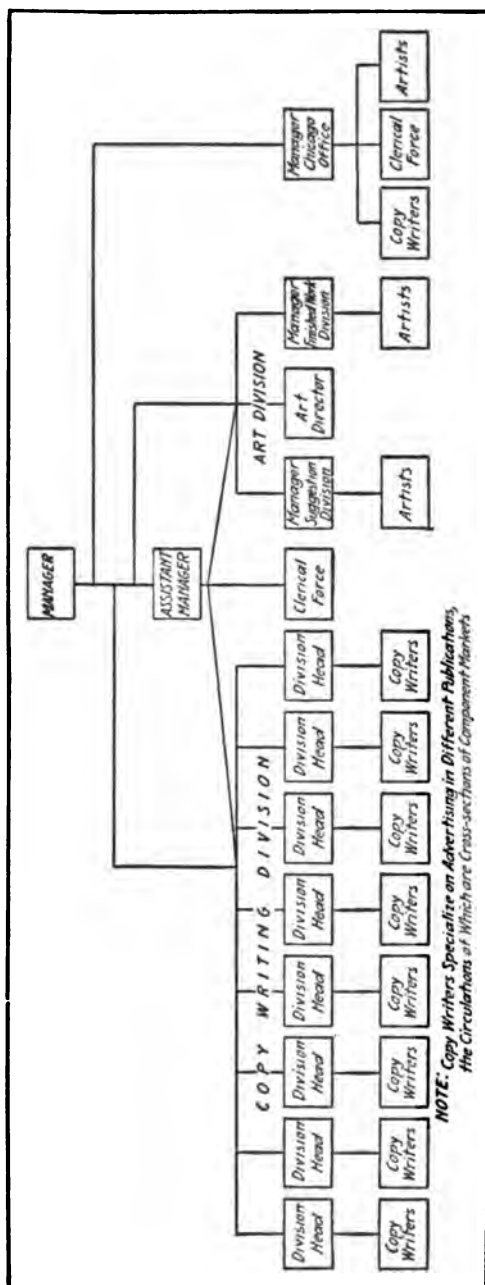 MANAGER
ASSISTANT
MANAGER
COPY WRITING DIVISION
ART DIVISION
Division
Head
Division
Head
Division
Head
Division
Head
Division
Head
Division
Head
Division
Head
Division
Head
Clerical
Force
Manager
Suggestion
Division
Art
Director
Manager
Finished Work
Division
Manager
Chicago
Office
Copy
Writers
Copy
Writers
Copy
Writers
Copy
Writers
Copy
Writers
Copy
Writers
Copy
Writers
Copy
Writers
Artists
Artists
Copy
Writers
Clerical
Force
Artists
NOTE: Copy Writers Specialize on Advertising in Different Publications,
the Circulations of Which are Cross-sections of Component Markets